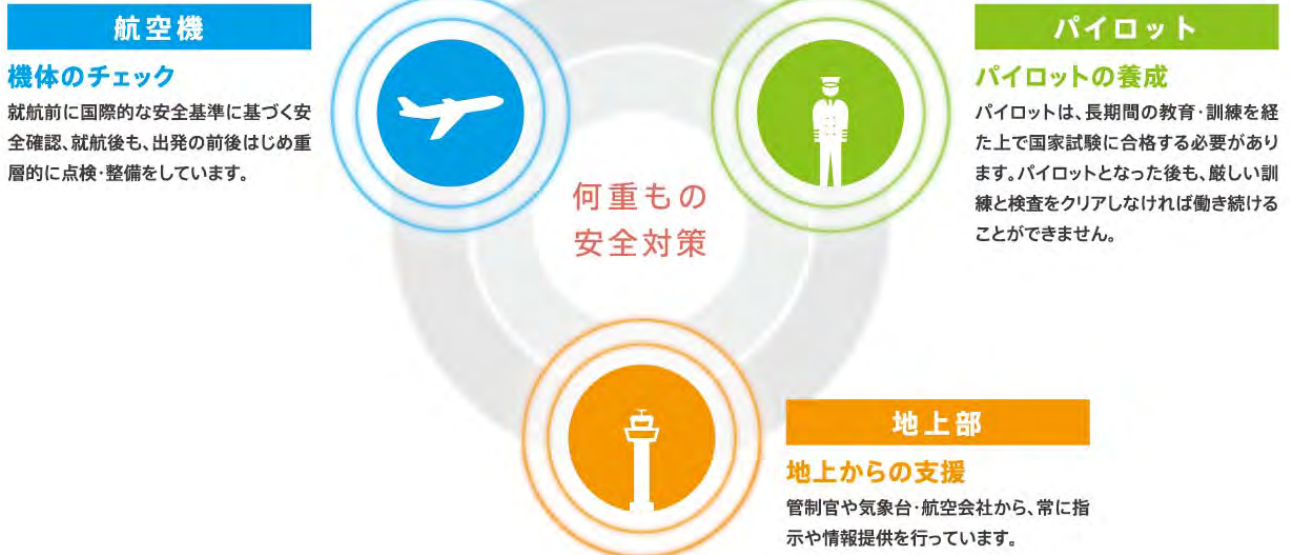 航空機
機体のチェック
就航前に国際的な安全基準に基づく安
全確認、就航後も、出発の前後はじめ重
層的に点検・整備をしています。
パイロット
パイロットの養成
パイロットは、長期間の教育・訓練を経
た上で国家試験に合格する必要があり
ます。パイロットとなった後も、厳しい訓
練と検査をクリアしなければ働き続ける
ことができません。
何重もの
安全対策
地上部
地上からの支援
管制官や気象台・航空会社から、常に指
示や情報提供を行っています。